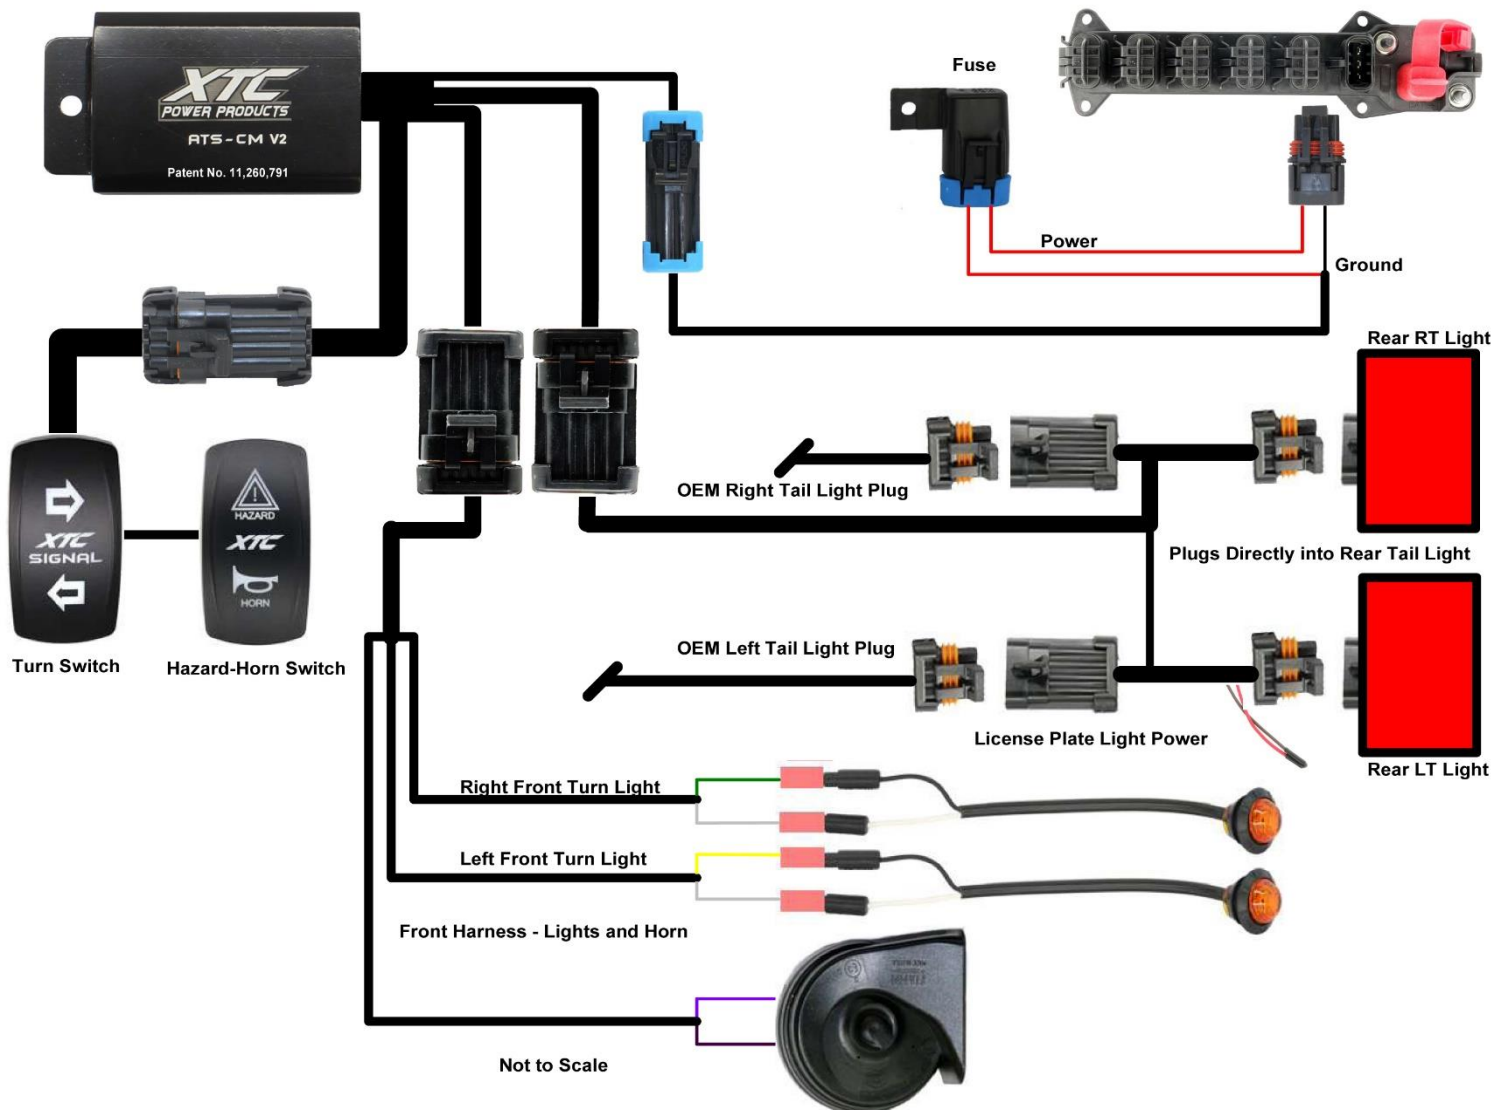 XTC
POWER PRODUCTS
ATS-CM V2
Patent No. 11,260,791
Fuse
Power
Ground
Rear RT Light
OEM Right Tail Light Plug
Plugs Directly into Rear Tail Light
XTC
SIGNAL
HAZARD
XTC
HORN
Turn Switch
Hazard-Horn Switch
OEM Left Tail Light Plug
License Plate Light Power
Rear LT Light
Right Front Turn Light
Left Front Turn Light
Front Harness - Lights and Horn
Not to Scale